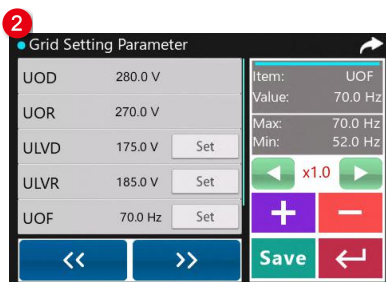 2
Grid Setting Parameter
UOD 280.0 V
UOR 270.0 V
ULVD 175.0 V Set
ULVR 185.0 V Set
UOF 70.0 Hz Set
<< >>
Item: UOF
Value: 70.0 Hz
Max: 70.0 Hz
Min: 52.0 Hz
x1.0
+ −
Save